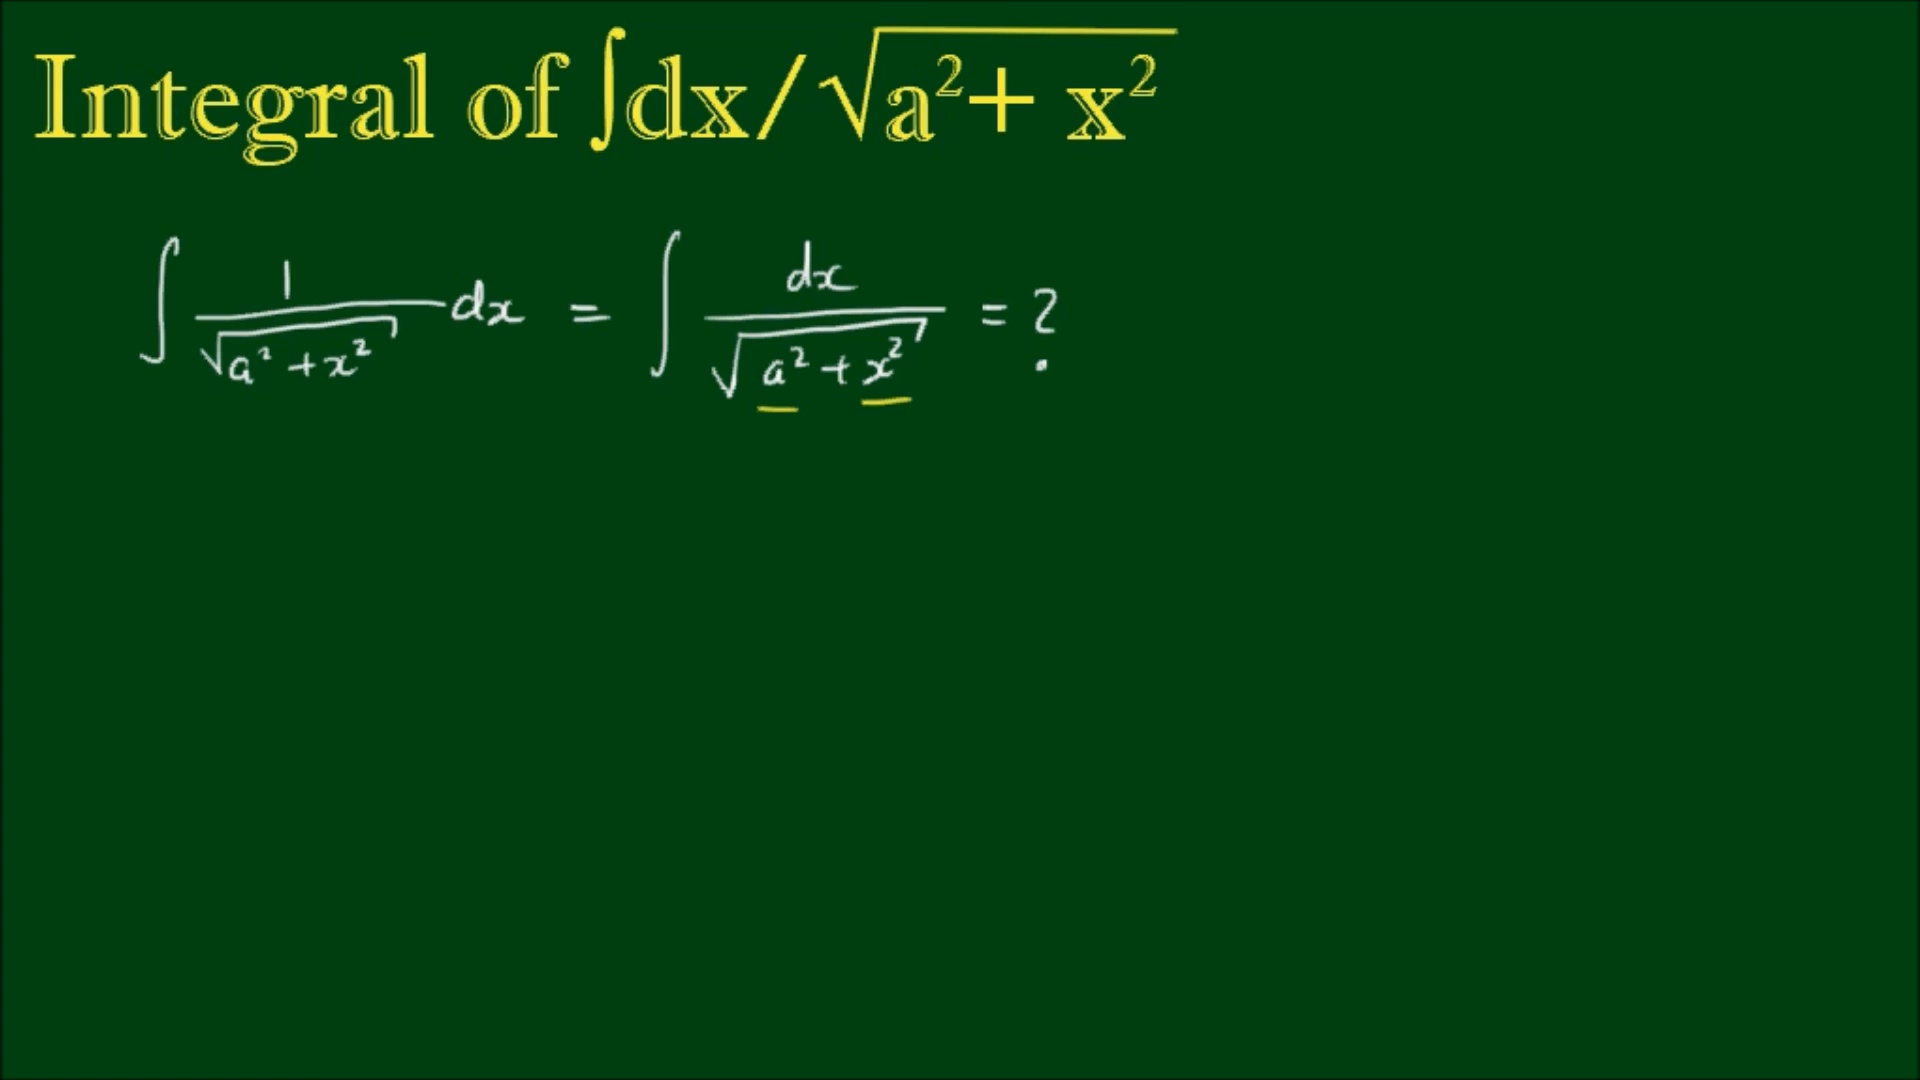 Integral of ∫dx/√a²+ x²
∫ 1/√a²+x² dx = ∫ dx/√a²+x² = ?